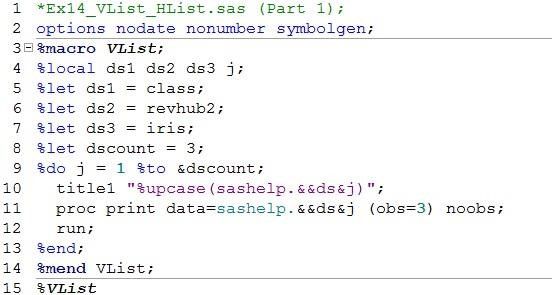 1 *Ex14_VList_HList.sas (Part 1);
2 options nodate nonumber symbolgen;
3 %macro VList;
4 %local ds1 ds2 ds3 j;
5 %let ds1 = class;
6 %let ds2 = revhub2;
7 %let ds3 = iris;
8 %let dscount = 3;
9 %do j = 1 %to &dscount;
10 title1 "%upcase(sashelp.&&ds&j)";
11 proc print data=sashelp.&&ds&j (obs=3) noobs;
12 run;
13 %end;
14 %mend VList;
15 %VList